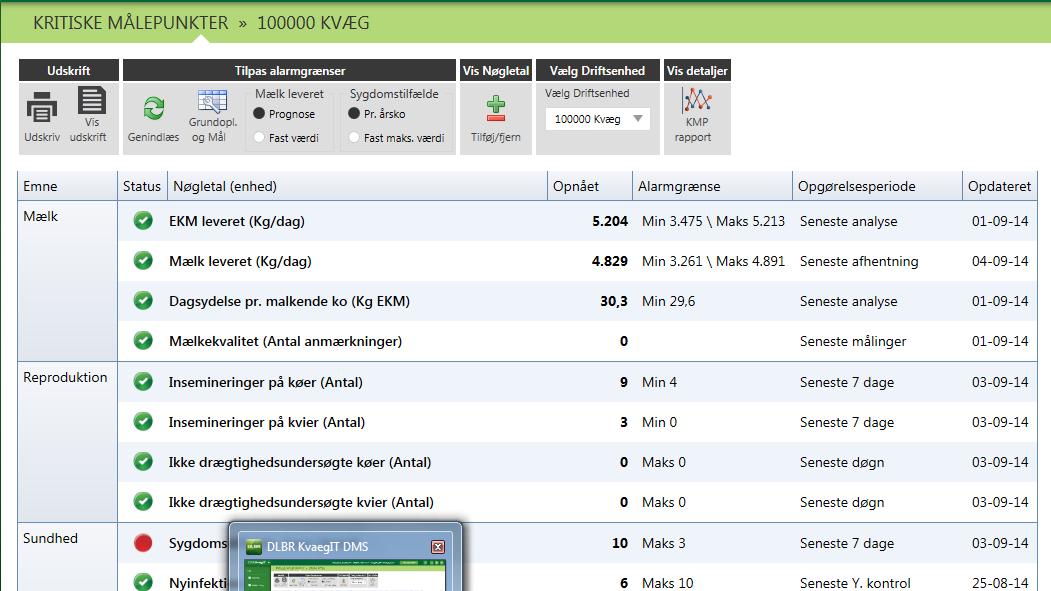 KRITISKE MÅLEPUNKTER » 100000 KVÆG
Udskrift
Tilpas alarmgrænser
Vis Nøgletal
Vælg Driftsenhed
Vis detaljer
Udskriv
Vis
udskrift
Genindlæs
Grundopl.
og Mål
Mælk leveret
Prognose
Fast værdi
Sygdomstilfælde
Pr. årsko
Fast maks. værdi
Tilføj/fjern
Vælg Driftsenhed
100000 Kvæg
KMP
rapport
Emne Status Nøgletal (enhed) Opnået Alarmgrænse Opgørelsesperiode Opdateret
Mælk EKM leveret (Kg/dag) 5.204 Min 3.475 \ Maks 5.213 Seneste analyse 01-09-14
Mælk leveret (Kg/dag) 4.829 Min 3.261 \ Maks 4.891 Seneste afhentning 04-09-14
Dagsydelse pr. malkende ko (Kg EKM) 30,3 Min 29,6 Seneste analyse 01-09-14
Mælkekvalitet (Antal anmærkninger) 0 Seneste målinger 01-09-14
Reproduktion Insemineringer på køer (Antal) 9 Min 4 Seneste 7 dage 03-09-14
Insemineringer på kvier (Antal) 3 Min 0 Seneste 7 dage 03-09-14
Ikke drægtighedsundersøgte køer (Antal) 0 Maks 0 Seneste døgn 03-09-14
Ikke drægtighedsundersøgte kvier (Antal) 0 Maks 0 Seneste døgn 03-09-14
Sundhed Sygdoms 10 Maks 3 Seneste 7 dage 03-09-14
DLBR KvaegIT DMS
Nyinfekti 6 Maks 10 Seneste Y. kontrol 25-08-14